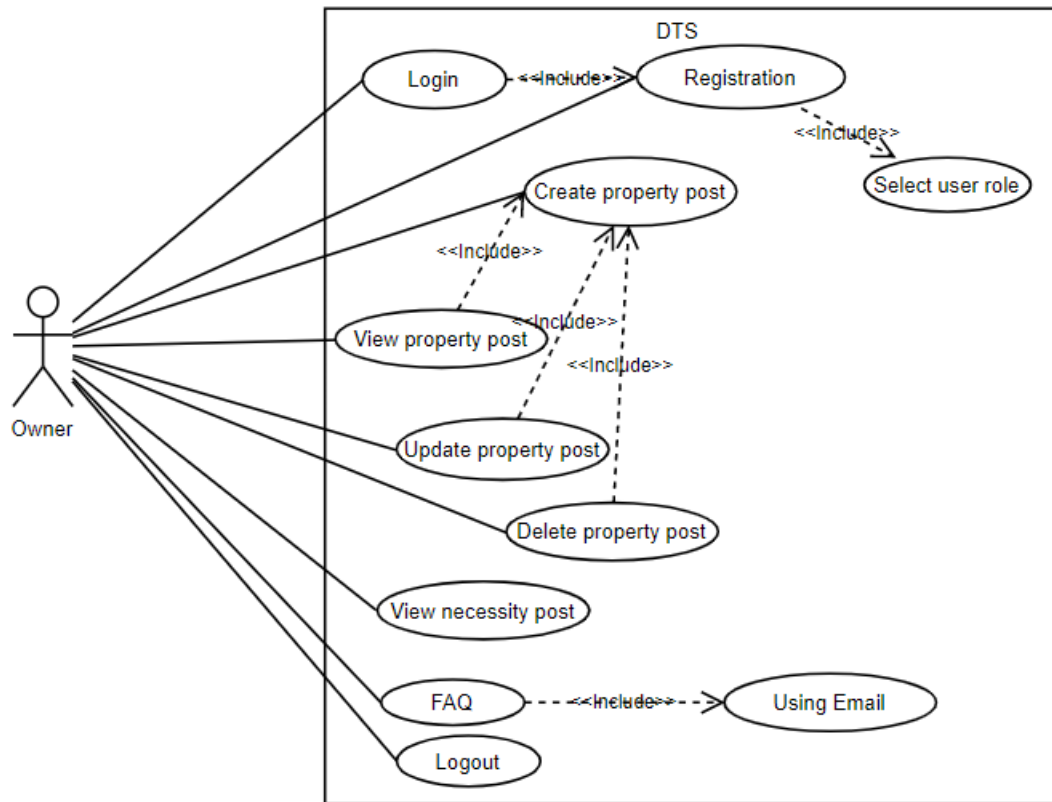 DTS
Login
<<Include>>
Registration
<<Include>>
Select user role
Create property post
<<Include>>
View property post
<<Include>>
<<Include>>
Owner
Update property post
Delete property post
View necessity post
FAQ
<<Include>>
Using Email
Logout